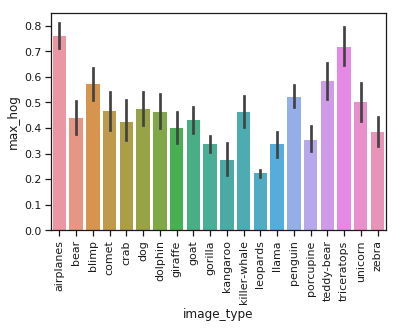 0.8
0.7
0.6
0.5
0.4
0.3
0.2
0.1
0.0
max_hog
airplanes
bear
blimp
comet
crab
dog
dolphin
giraffe
goat
gorilla
kangaroo
killer-whale
leopards
llama
penguin
porcupine
teddy-bear
triceratops
unicorn
zebra
image_type